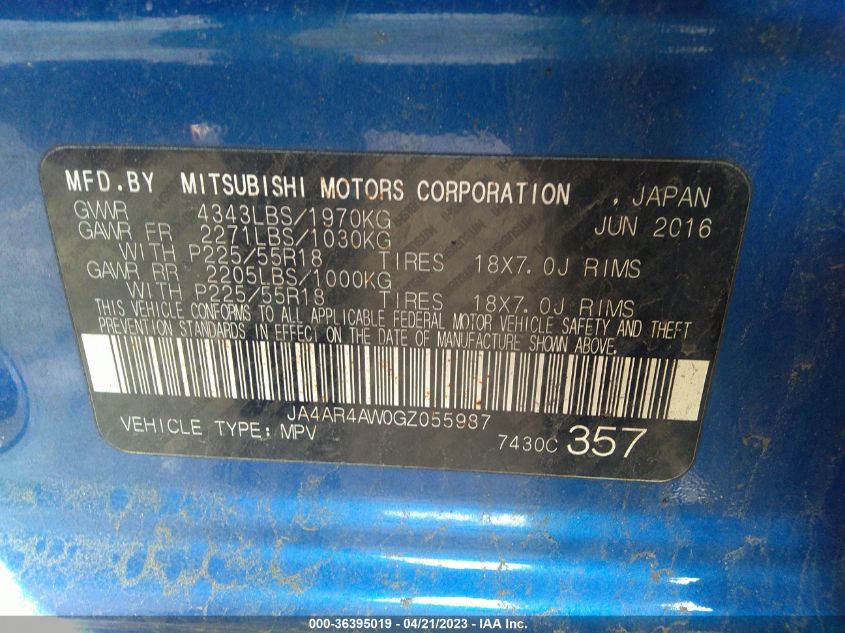 MFD.BY MITSUBISHI MOTORS CORPORATION , JAPAN
GVWR 4343LBS/1970KG JUN 2016
GAWR FR 2271LBS/1030KG
WITH P225/55R18 TIRES 18X7.0J RIMS
GAWR RR 2205LBS/1000KG
WITH P225/55R18 TIRES 18X7.0J RIMS
THIS VEHICLE CONFORMS TO ALL APPLICABLE FEDERAL MOTOR VEHICLE SAFETY AND THEFT
PREVENTION STANDARDS IN EFFECT ON THE DATE OF MANUFACTURE SHOWN ABOVE.
JA4AR4AW0GZ055987
VEHICLE TYPE: MPV 7430C 357
000-36395019 - 04/21/2023 - IAA, Inc.